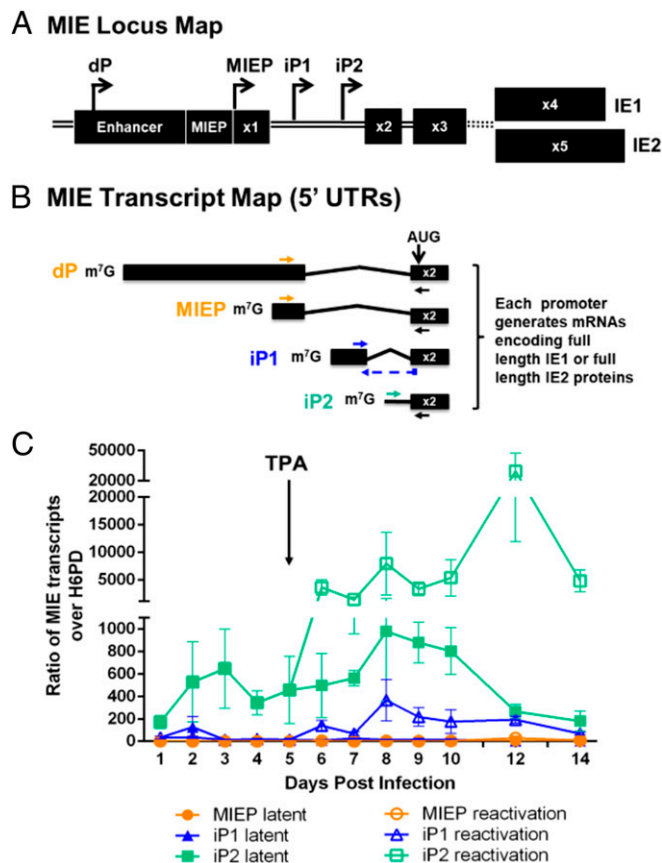 A MIE Locus Map
dP
MIEP
iP1
iP2
Enhancer
MIEP
x1
x2
x3
x4
IE1
x5
IE2
B MIE Transcript Map (5' UTRs)
AUG
dP m⁷G
x2
MIEP m⁷G
x2
iP1 m⁷G
x2
iP2 m⁷G
x2
Each promoter
generates mRNAs
encoding full
length IE1 or full
length IE2 proteins
C
TPA
Ratio of MIE transcripts
over H6PD
50000
20000
20000
15000
10000
5000
1000
800
600
400
200
0
1 2 3 4 5 6 7 8 9 10 12 14
Days Post Infection
MIEP latent
iP1 latent
iP2 latent
MIEP reactivation
iP1 reactivation
iP2 reactivation